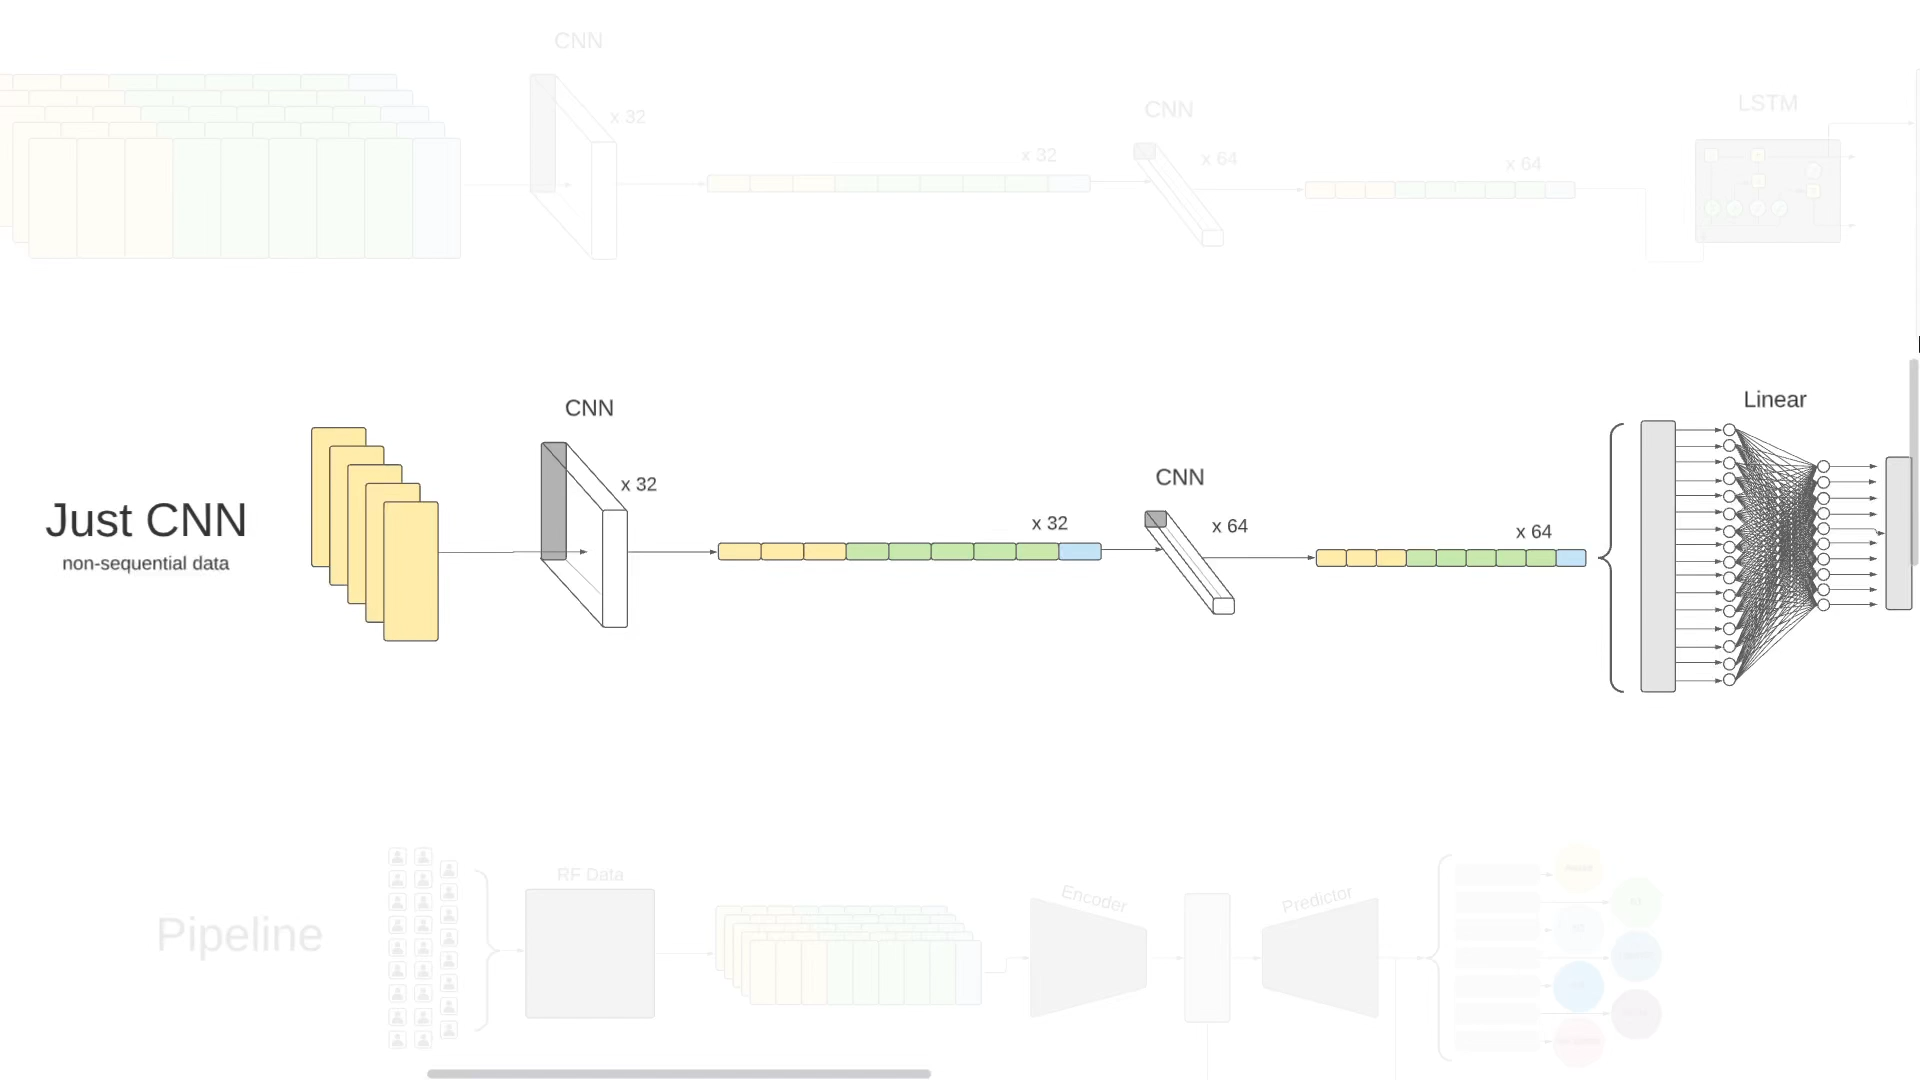 CNN
x 32
CNN
LSTM
x 32
x 64
x 64
CNN
Linear
x 32
CNN
Just CNN
x 32
x 64
x 64
non-sequential data
RF Data
Encoder
Predictor
Pipeline